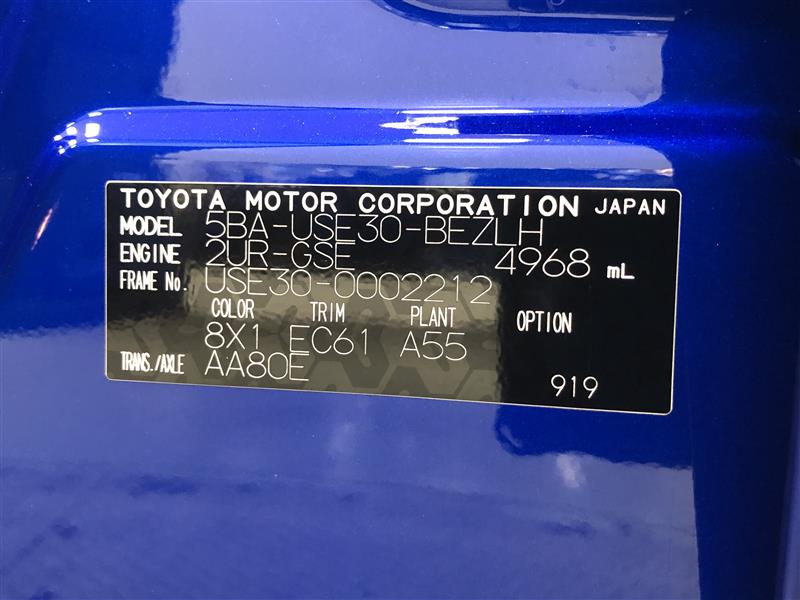 TOYOTA MOTOR CORPORATION JAPAN
MODEL 5BA-USE30-BEZLH
ENGINE 2UR-GSE 4968 mL
FRAME No. USE30-0002212
COLOR TRIM PLANT OPTION
8X1 EC61 A55
TRANS./AXLE AA80E
919